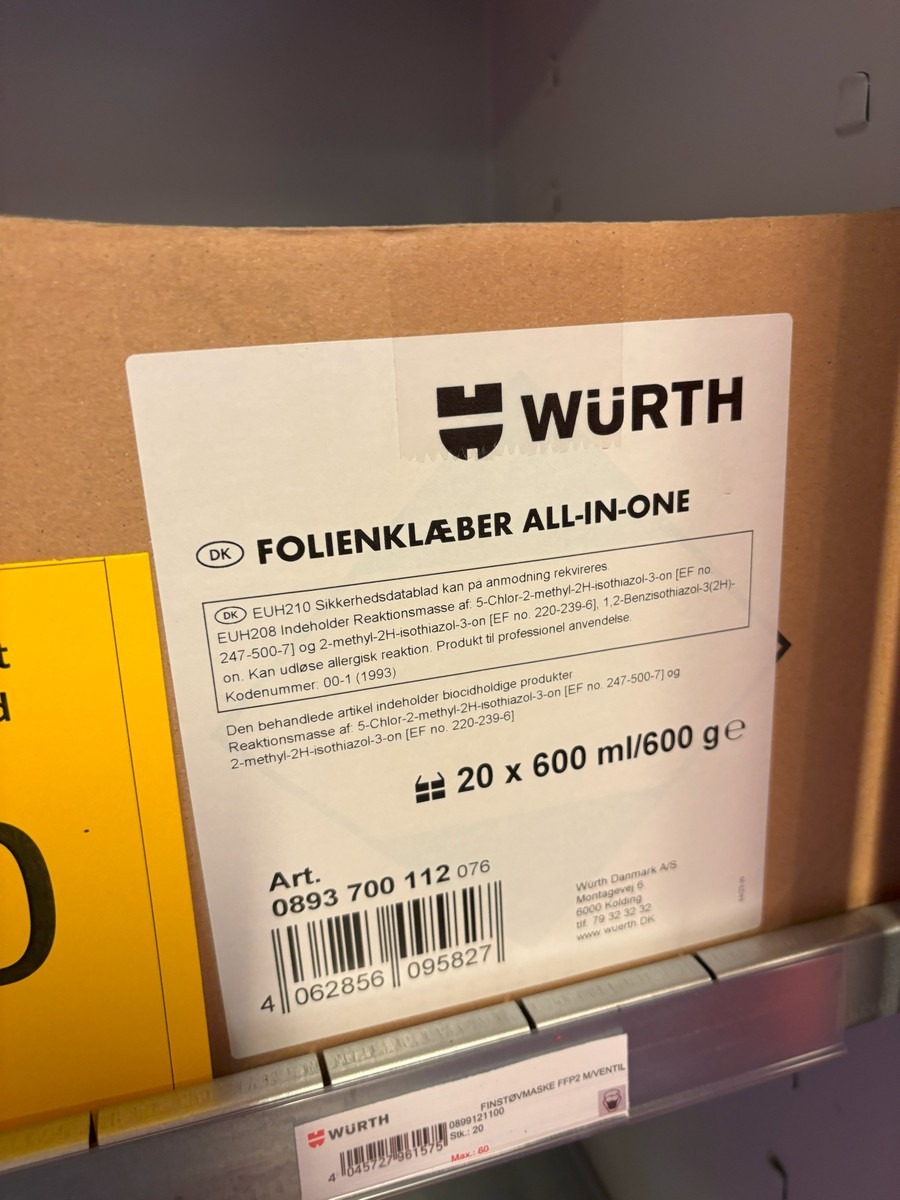 WÜRTH
DK FOLIENKLÆBER ALL-IN-ONE
DK EUH210 Sikkerhedsdatablad kan på anmodning rekvireres
EUH208 Indeholder Reaktionsmasse af: 5-Chlor-2-methyl-2H-isothiazol-3-on [EF no.
247-500-7] og 2-methyl-2H-isothiazol-3-on [EF no. 220-239-6], 1,2-Benzisothiazol-3(2H)-
on. Kan udløse allergisk reaktion. Produkt til professionel anvendelse.
Kodenummer: 00-1 (1993)
Den behandlede artikel indeholder biocidholdige produkter
Reaktionsmasse af: 5-Chlor-2-methyl-2H-isothiazol-3-on [EF no. 247-500-7] og
2-methyl-2H-isothiazol-3-on [EF no. 220-239-6]
20 x 600 ml/600 g ℮
Art.
0893 700 112 076
4 062856 095827
Würth Danmark A/S
Montagevej 6
6000 Kolding
tlf. 79 32 32 32
www.wuerth.DK
t
d
0
WÜRTH
FINSTØVMASKE FFP2 M/VENTIL
0899121100
Stk.: 20
Max.: 60
4 045727 961575